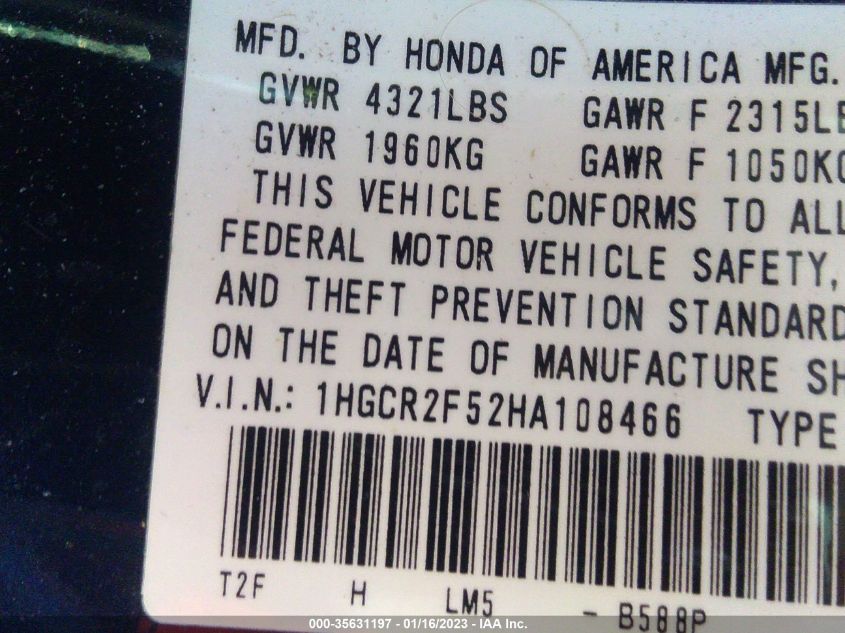 MFD. BY HONDA OF AMERICA MFG.
GVWR 4321LBS GAWR F 2315LB
GVWR 1960KG GAWR F 1050KG
THIS VEHICLE CONFORMS TO ALL
FEDERAL MOTOR VEHICLE SAFETY,
AND THEFT PREVENTION STANDARD
ON THE DATE OF MANUFACTURE SH
V.I.N.: 1HGCR2F52HA108466 TYPE
T2F H LM5 - B588P
000-35631197 - 01/16/2023 - IAA Inc.